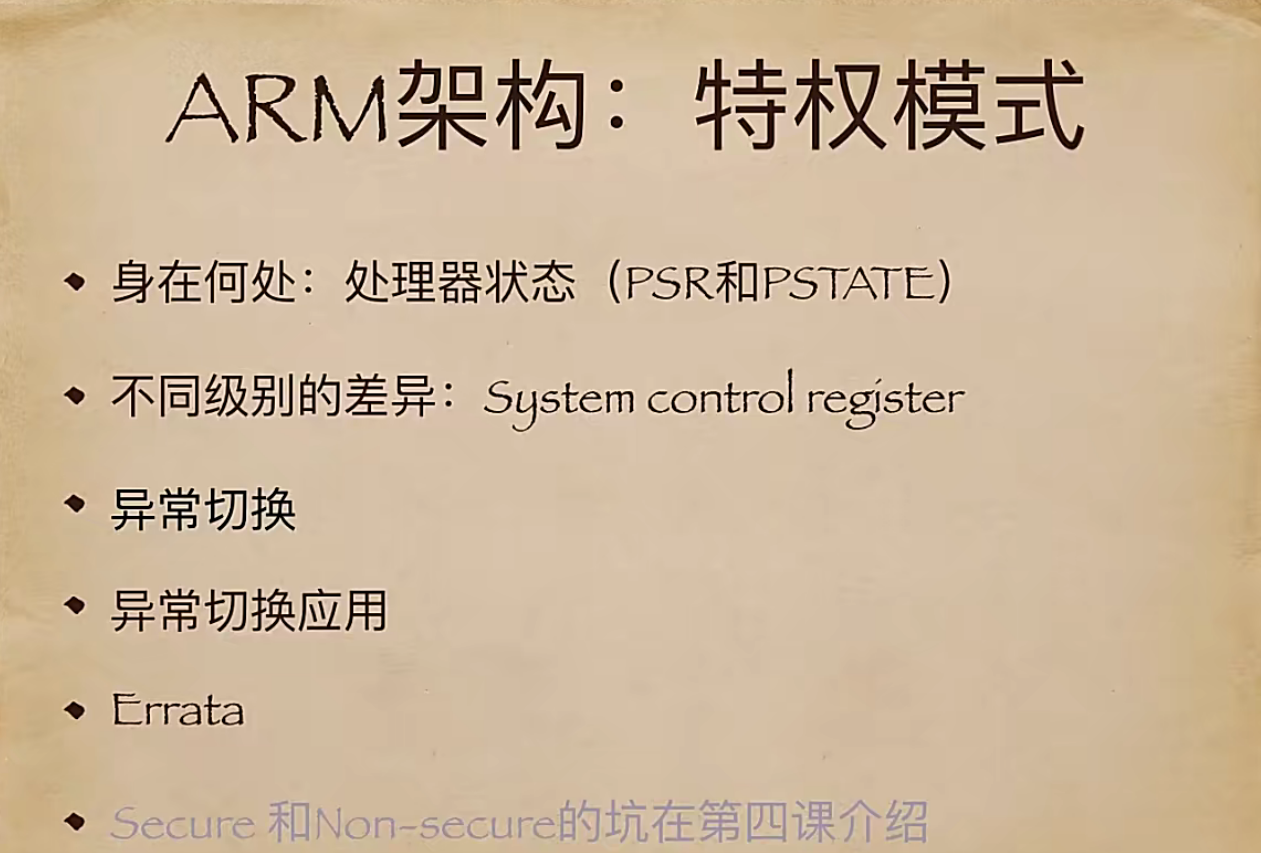 ARM架构：特权模式
身在何处：处理器状态（PSR和PSTATE）
不同级别的差异：System control register
异常切换
异常切换应用
Errata
Secure 和Non-secure的坑在第四课介绍